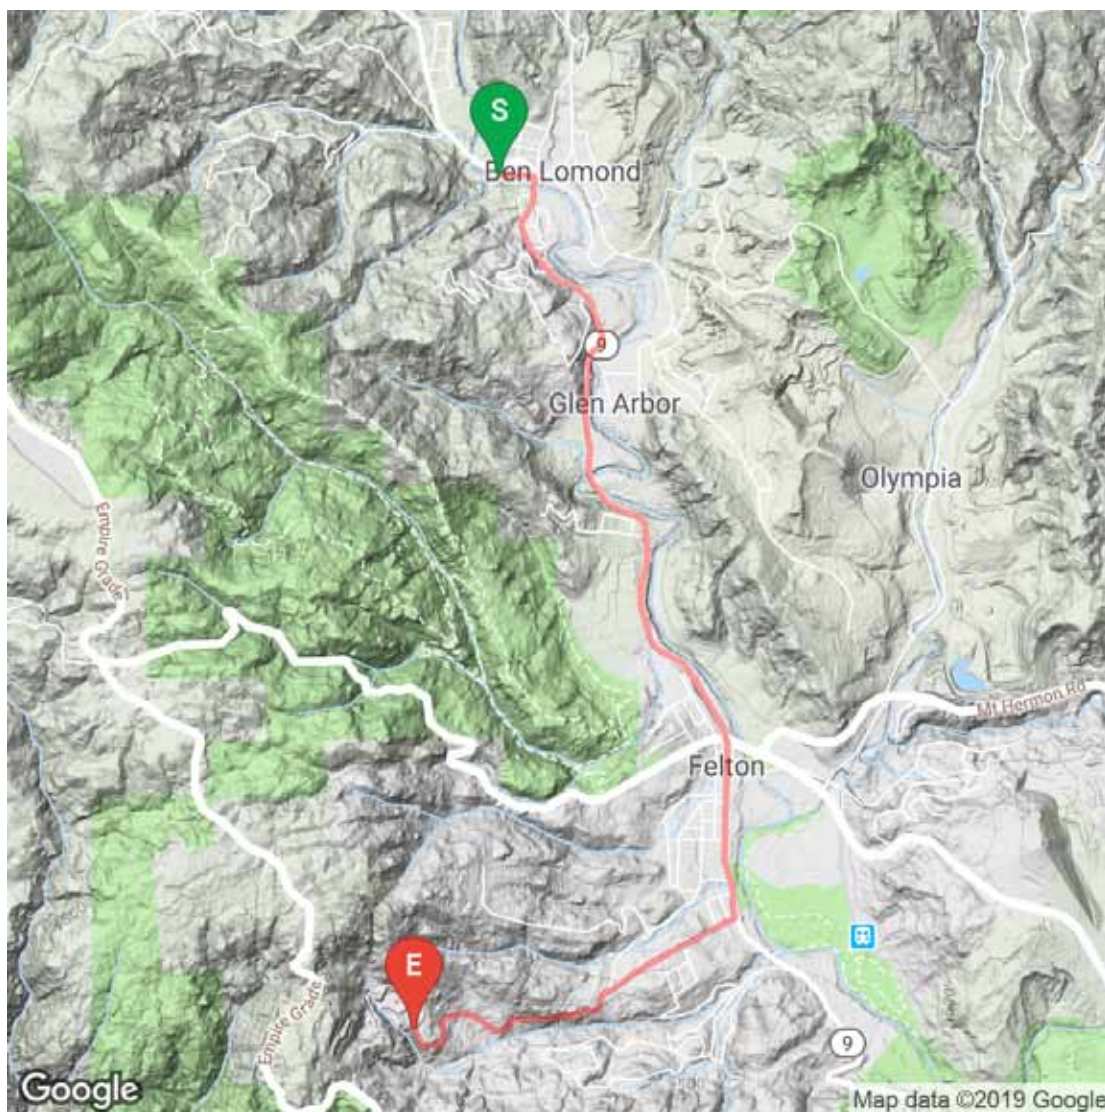 S
Ben Lomond
9
Glen Arbor
Olympia
Empire Grade
Mt Hermon Rd
Felton
E
Empire Grade
9
Google
Map data ©2019 Google